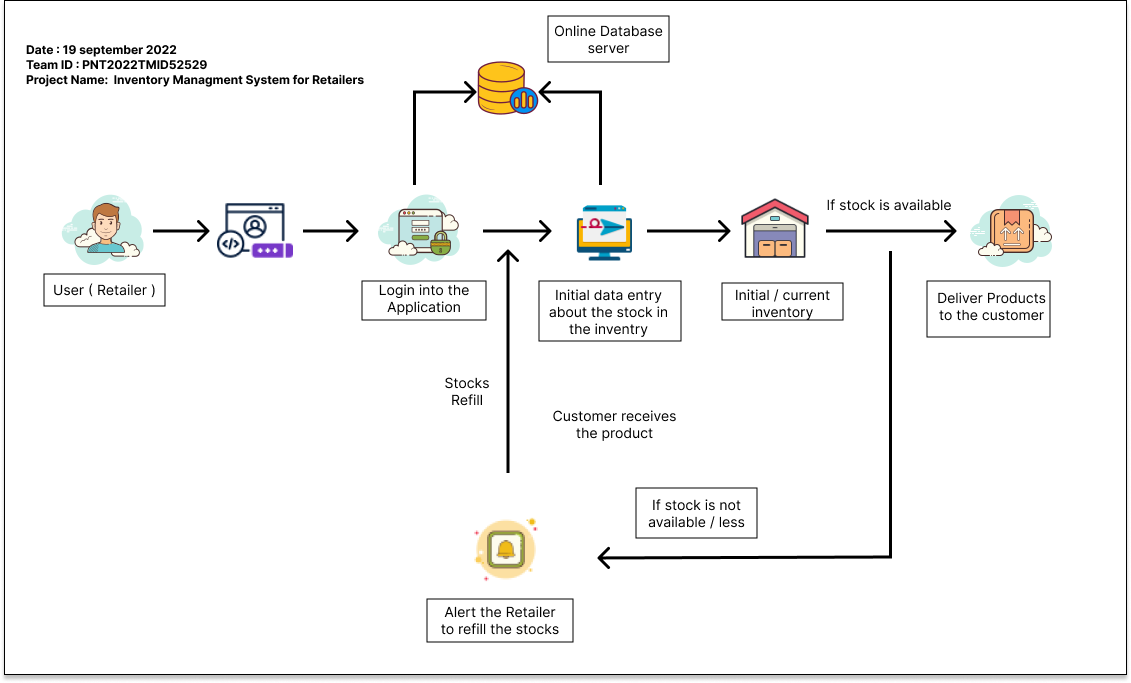 Online Database
server
Date : 19 september 2022
Team ID : PNT2022TMID52529
Project Name:  Inventory Managment System for Retailers
If stock is available
User ( Retailer )
Login into the
Application
Initial data entry
about the stock in
the inventry
Initial / current
inventory
Deliver Products
to the customer
Stocks
Refill
Customer receives
the product
If stock is not
available / less
Alert the Retailer
to refill the stocks